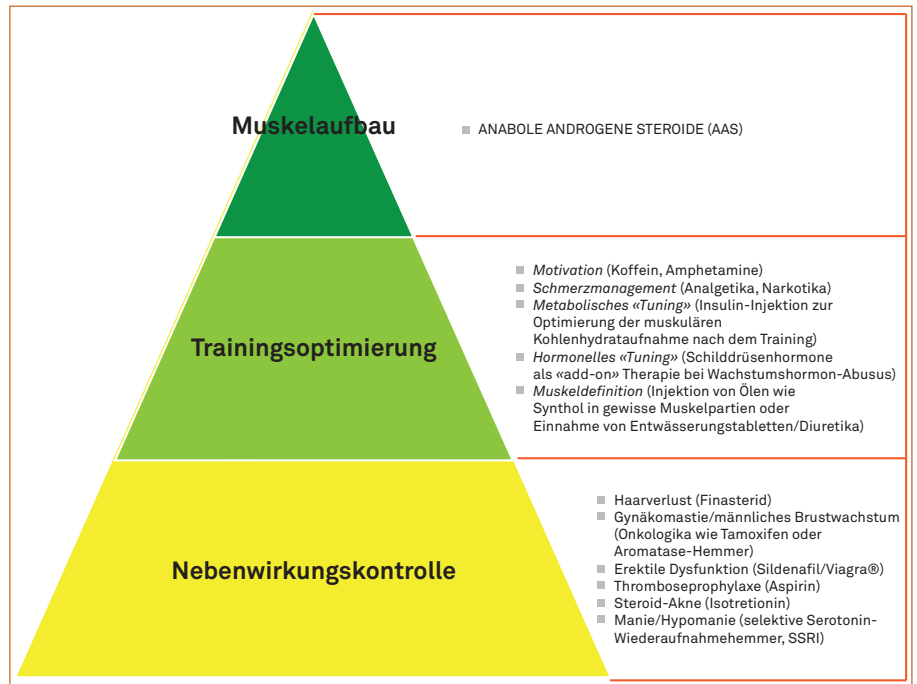 Muskelaufbau
ANABOLE ANDROGENE STEROIDE (AAS)
Trainingsoptimierung
Motivation (Koffein, Amphetamine)
Schmerzmanagement (Analgetika, Narkotika)
Metabolisches «Tuning» (Insulin-Injektion zur
Optimierung der muskulären
Kohlenhydrataufnahme nach dem Training)
Hormonelles «Tuning» (Schilddrüsenhormone
als «add-on» Therapie bei Wachstumshormon-Abusus)
Muskeldefinition (Injektion von Ölen wie
Synthol in gewisse Muskelpartien oder
Einnahme von Entwässerungstabletten/Diuretika)
Nebenwirkungskontrolle
Haarverlust (Finasterid)
Gynäkomastie/männliches Brustwachstum
(Onkologika wie Tamoxifen oder
Aromatase-Hemmer)
Erektile Dysfunktion (Sildenafil/Viagra®)
Thromboseprophylaxe (Aspirin)
Steroid-Akne (Isotretionin)
Manie/Hypomanie (selektive Serotonin-
Wiederaufnahmehemmer, SSRI)